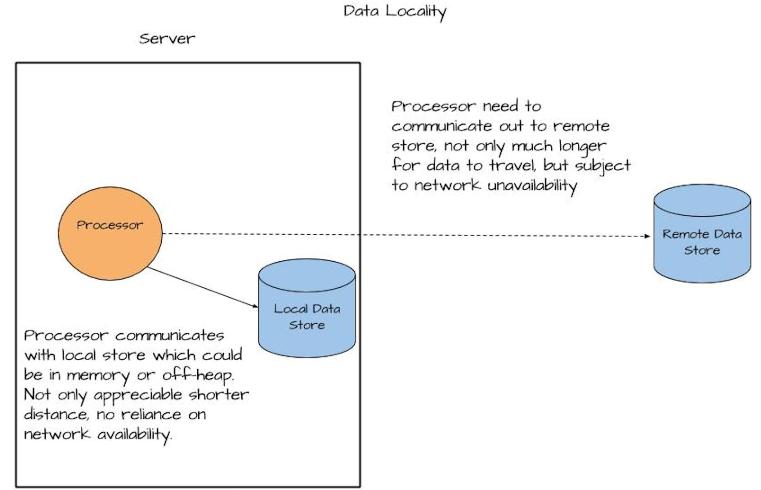 Data Locality
Server
Processor need to
communicate out to remote
store, not only much longer
for data to travel, but subject
to network unavailability
Processor
Remote Data
Store
Local Data
Store
Processor communicates
with local store which could
be in memory or off-heap.
Not only appreciable shorter
distance, no reliance on
network availability.